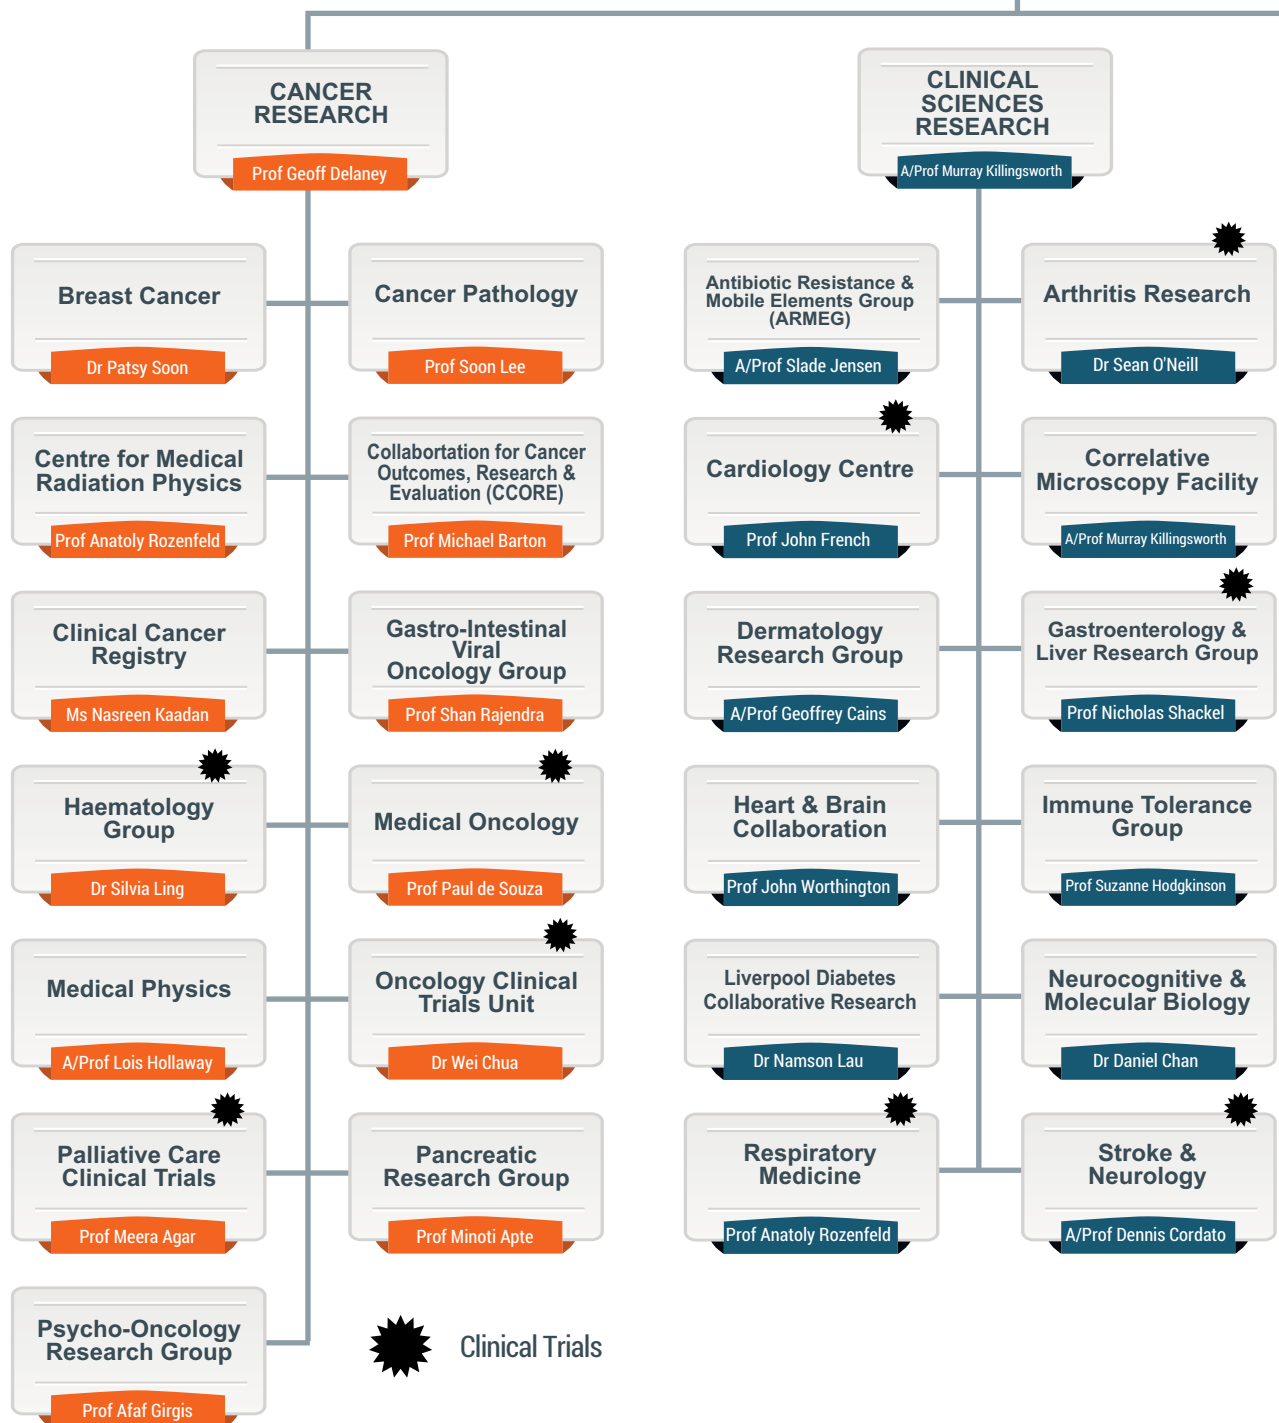 CANCER
RESEARCH
Prof Geoff Delaney
Breast Cancer
Dr Patsy Soon
Cancer Pathology
Prof Soon Lee
Centre for Medical
Radiation Physics
Prof Anatoly Rozenfeld
Collabortation for Cancer
Outcomes, Research &
Evaluation (CCORE)
Prof Michael Barton
Clinical Cancer
Registry
Ms Nasreen Kaadan
Gastro-Intestinal
Viral
Oncology Group
Prof Shan Rajendra
Haematology
Group
Dr Silvia Ling
Medical Oncology
Prof Paul de Souza
Medical Physics
A/Prof Lois Hollaway
Oncology Clinical
Trials Unit
Dr Wei Chua
Palliative Care
Clinical Trials
Prof Meera Agar
Pancreatic
Research Group
Prof Minoti Apte
Psycho-Oncology
Research Group
Prof Afaf Girgis
Clinical Trials
CLINICAL
SCIENCES
RESEARCH
A/Prof Murray Killingsworth
Antibiotic Resistance &
Mobile Elements Group
(ARMEG)
A/Prof Slade Jensen
Arthritis Research
Dr Sean O'Neill
Cardiology Centre
Prof John French
Correlative
Microscopy Facility
A/Prof Murray Killingsworth
Dermatology
Research Group
A/Prof Geoffrey Cains
Gastroenterology &
Liver Research Group
Prof Nicholas Shackel
Heart & Brain
Collaboration
Prof John Worthington
Immune Tolerance
Group
Prof Suzanne Hodgkinson
Liverpool Diabetes
Collaborative Research
Dr Namson Lau
Neurocognitive &
Molecular Biology
Dr Daniel Chan
Respiratory
Medicine
Prof Anatoly Rozenfeld
Stroke &
Neurology
A/Prof Dennis Cordato